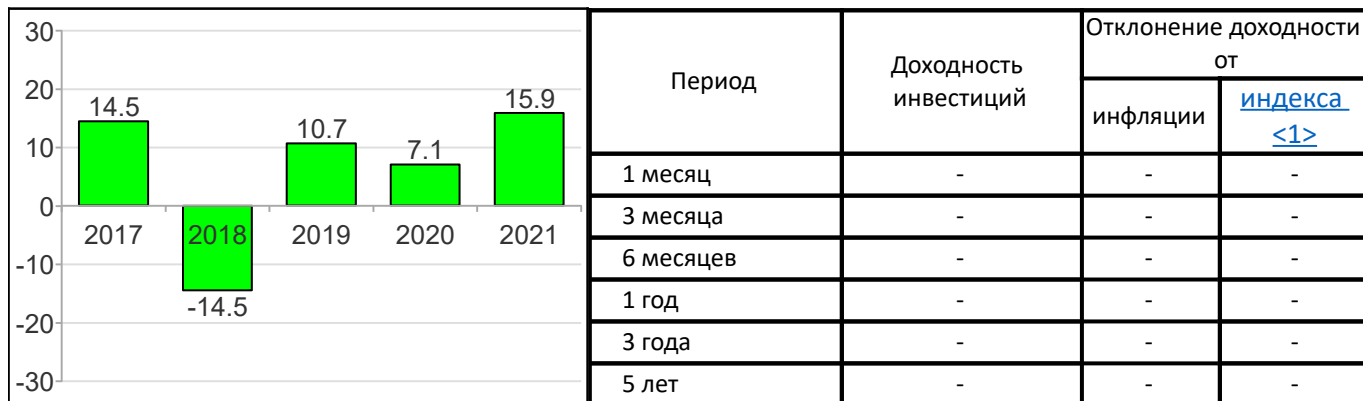 30
20
10
0
-10
-20
-30
14.5
-14.5
10.7
7.1
15.9
2017 2018 2019 2020 2021
Период
Доходность
инвестиций
Отклонение доходности
от
инфляции
индекса
<1>
1 месяц - - -
3 месяца - - -
6 месяцев - - -
1 год - - -
3 года - - -
5 лет - - -